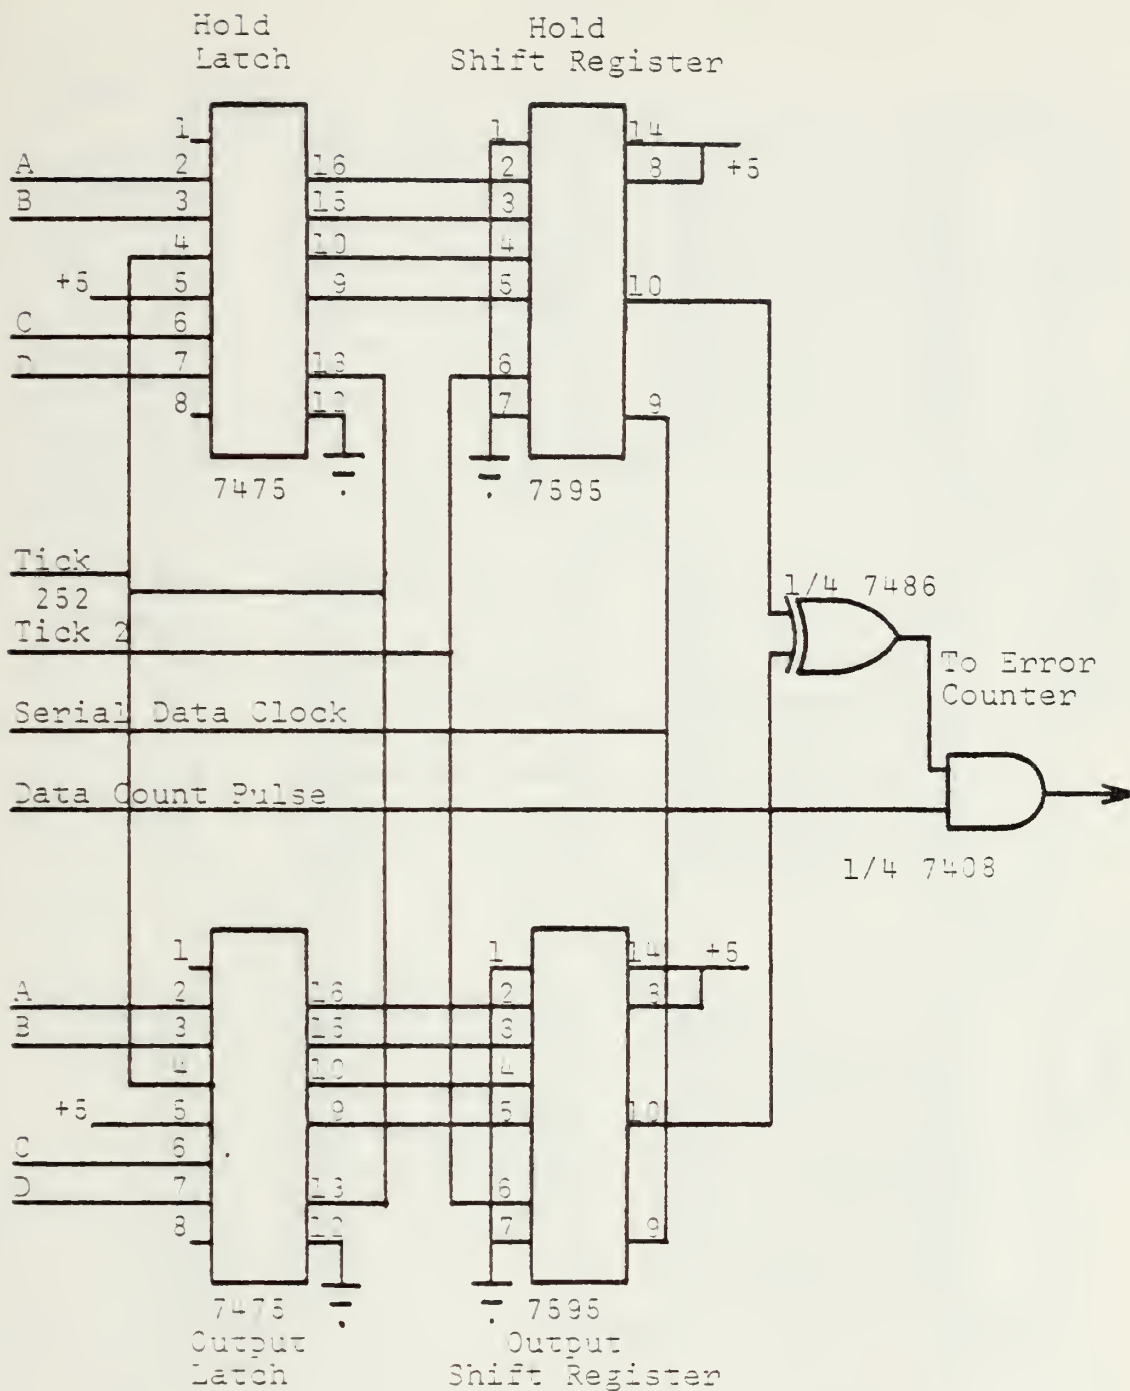 Hold
Latch
Hold
Shift Register
1
A 2 16
B 3 15
4 10
+5 5 9
C 6
D 7 13
8 12
7475
1 14
2 8 +5
3
4
5 10
6
7 9
7595
Tick
252
Tick 2
Serial Data Clock
Data Count Pulse
1/4 7486
To Error
Counter
1/4 7408
1
A 2 16
B 3 15
4 10
+5 5 9
C 6
D 7 13
8 12
7475
Output
Latch
1 14 +5
2 8
3
4
5 10
6
7 9
7595
Output
Shift Register